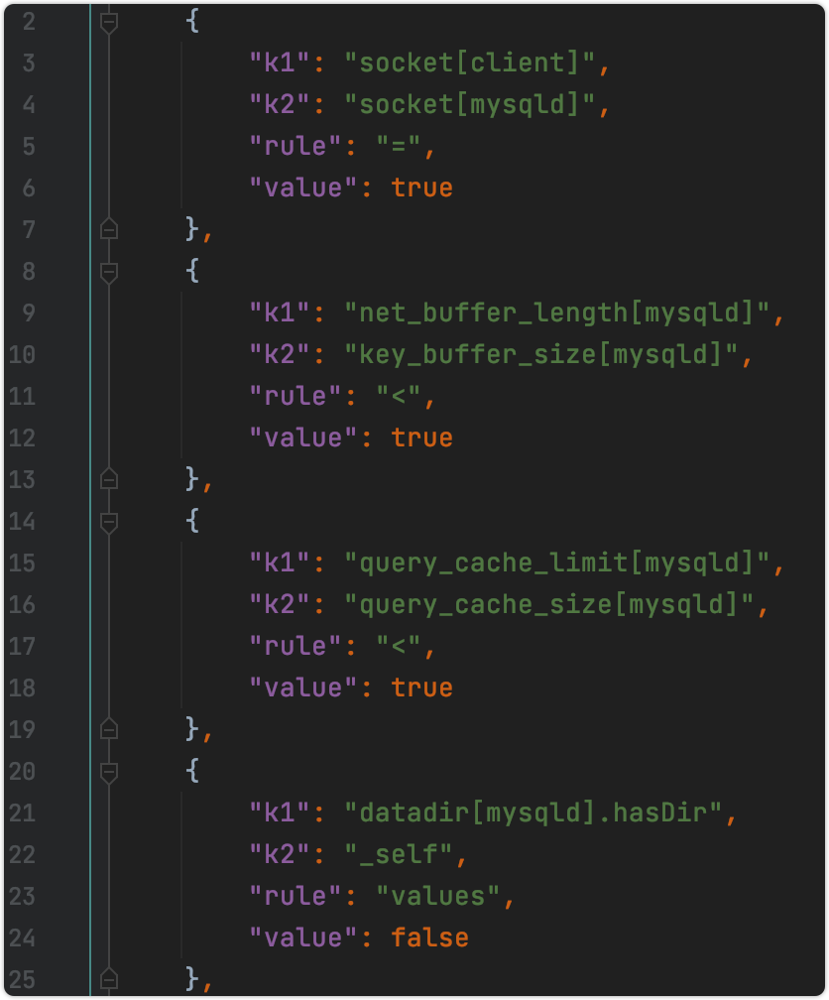 2 {
3 "k1": "socket[client]",
4 "k2": "socket[mysqld]",
5 "rule": "=",
6 "value": true
7 },
8 {
9 "k1": "net_buffer_length[mysqld]",
10 "k2": "key_buffer_size[mysqld]",
11 "rule": "<",
12 "value": true
13 },
14 {
15 "k1": "query_cache_limit[mysqld]",
16 "k2": "query_cache_size[mysqld]",
17 "rule": "<",
18 "value": true
19 },
20 {
21 "k1": "datadir[mysqld].hasDir",
22 "k2": "_self",
23 "rule": "values",
24 "value": false
25 },